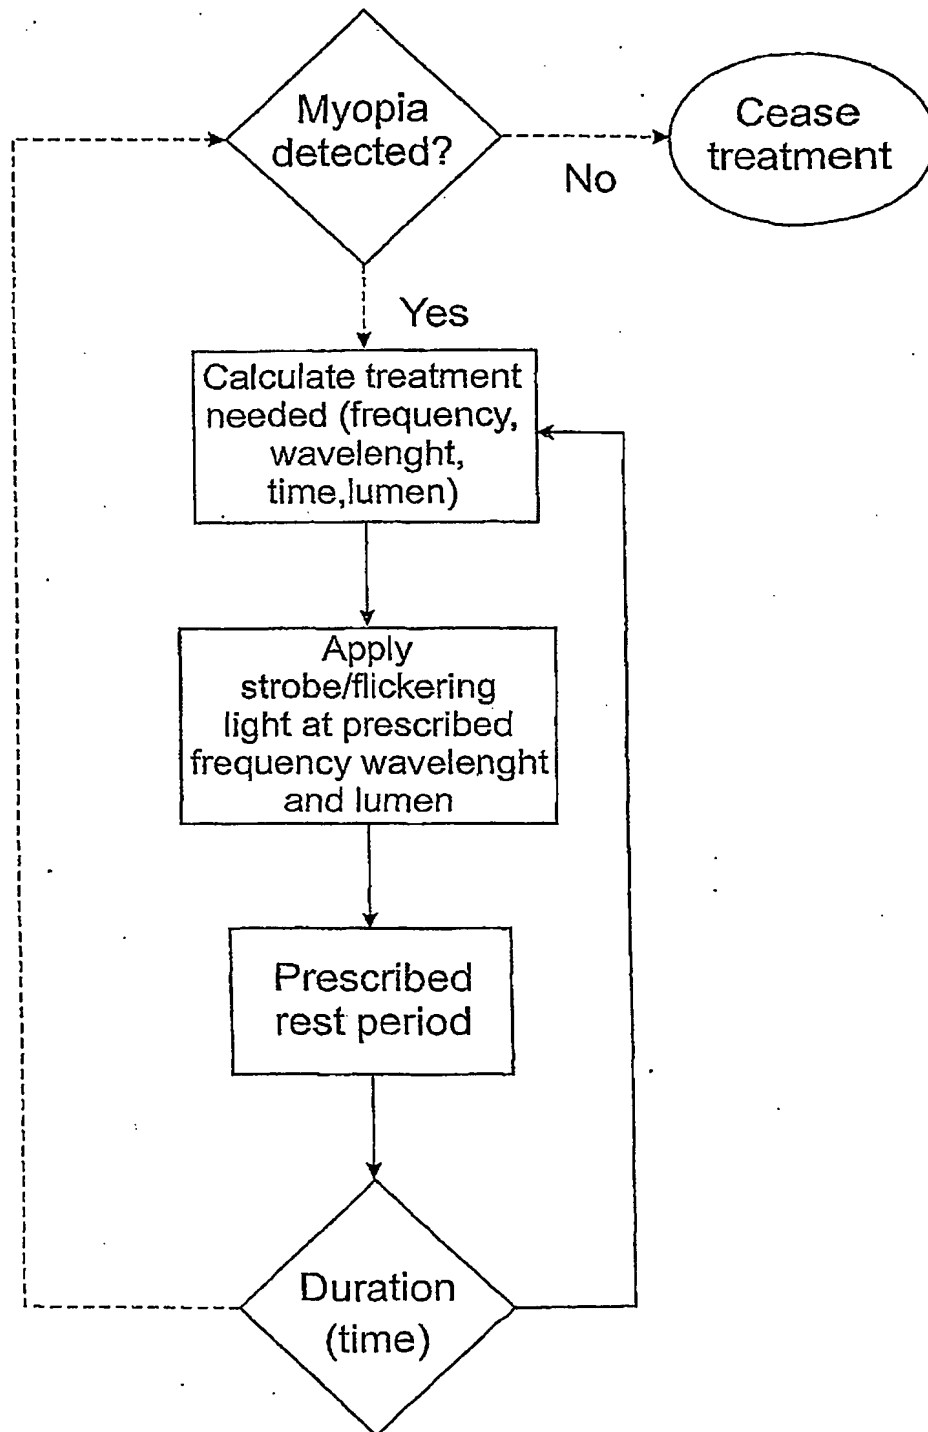 Myopia
detected?
Cease
treatment
No
Yes
Calculate treatment
needed (frequency,
wavelenght,
time,lumen)
Apply
strobe/flickering
light at prescribed
frequency wavelenght
and lumen
Prescribed
rest period
Duration
(time)